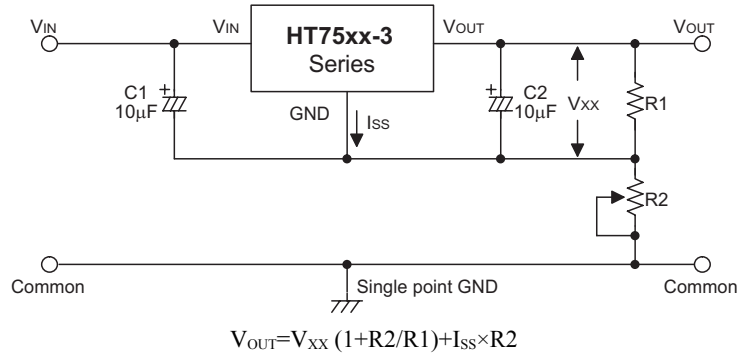 VIN
VIN
HT75xx-3
Series
VOUT
VOUT
C1
10μF
GND
ISS
C2
10μF
VXX
R1
R2
Common
Single point GND
Common
VOUT=VXX (1+R2/R1)+ISS×R2